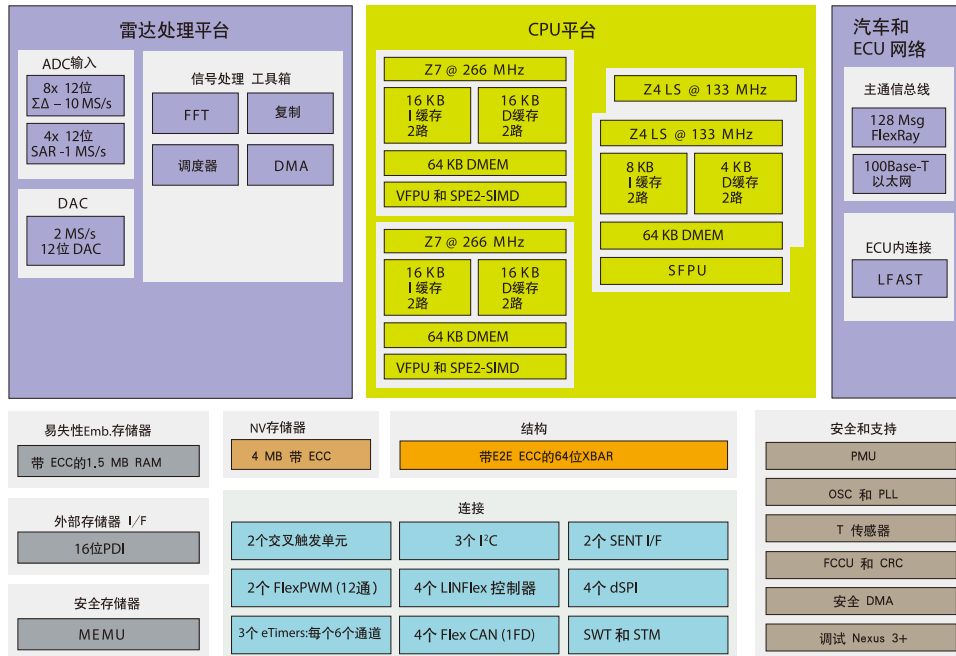 雷达处理平台
ADC输入
8x 12位
ΣΔ – 10 MS/s
4x 12位
SAR -1 MS/s
DAC
2 MS/s
12位 DAC
信号处理 工具箱
FFT
复制
调度器
DMA
CPU平台
Z7 @ 266 MHz
16 KB
I 缓存
2路
16 KB
D缓存
2路
64 KB DMEM
VFPU 和 SPE2-SIMD
Z7 @ 266 MHz
16 KB
I 缓存
2路
16 KB
D缓存
2路
64 KB DMEM
VFPU 和 SPE2-SIMD
Z4 LS @ 133 MHz
Z4 LS @ 133 MHz
8 KB
I 缓存
2路
4 KB
D缓存
2路
64 KB DMEM
SFPU
汽车和
ECU 网络
主通信总线
128 Msg
FlexRay
100Base-T
以太网
ECU内连接
LFAST
易失性Emb.存储器
带 ECC的1.5 MB RAM
外部存储器 I/F
16位PDI
安全存储器
MEMU
NV存储器
4 MB 带 ECC
结构
带E2E ECC的64位XBAR
连接
2个交叉触发单元
3个 I²C
2个 SENT I/F
2个 FlexPWM (12通)
4个 LINFlex 控制器
4个 dSPI
3个 eTimers:每个6个通道
4个 Flex CAN (1FD)
SWT 和 STM
安全和支持
PMU
OSC 和 PLL
T 传感器
FCCU 和 CRC
安全 DMA
调试 Nexus 3+